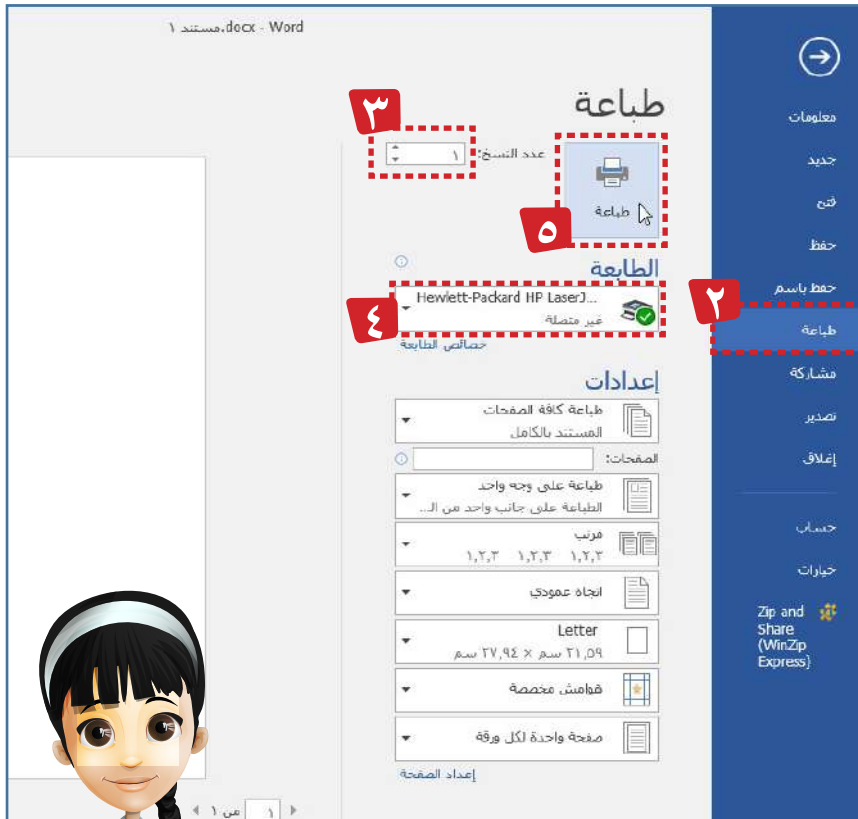 مستند ١.docx - Word
معلومات
جديد
فتح
حفظ
حفظ باسم
٢
طباعة
مشاركة
تصدير
إغلاق
حساب
خيارات
Zip and
Share
(WinZip
Express)
طباعة
٣
عدد النسخ: ١
طباعة
٥
الطابعة
Hewlett-Packard HP LaserJ...
غير متصلة
٤
خصائص الطابعة
إعدادات
طباعة كافة الصفحات
المستند بالكامل
الصفحات:
طباعة على وجه واحد
الطباعة على جانب واحد من الـ...
مرتب
١,٢,٣ ١,٢,٣ ١,٢,٣
اتجاه عمودي
Letter
٢١,٥٩ سم × ٢٧,٩٤ سم
هوامش مخصصة
صفحة واحدة لكل ورقة
إعداد الصفحة
١ من ١